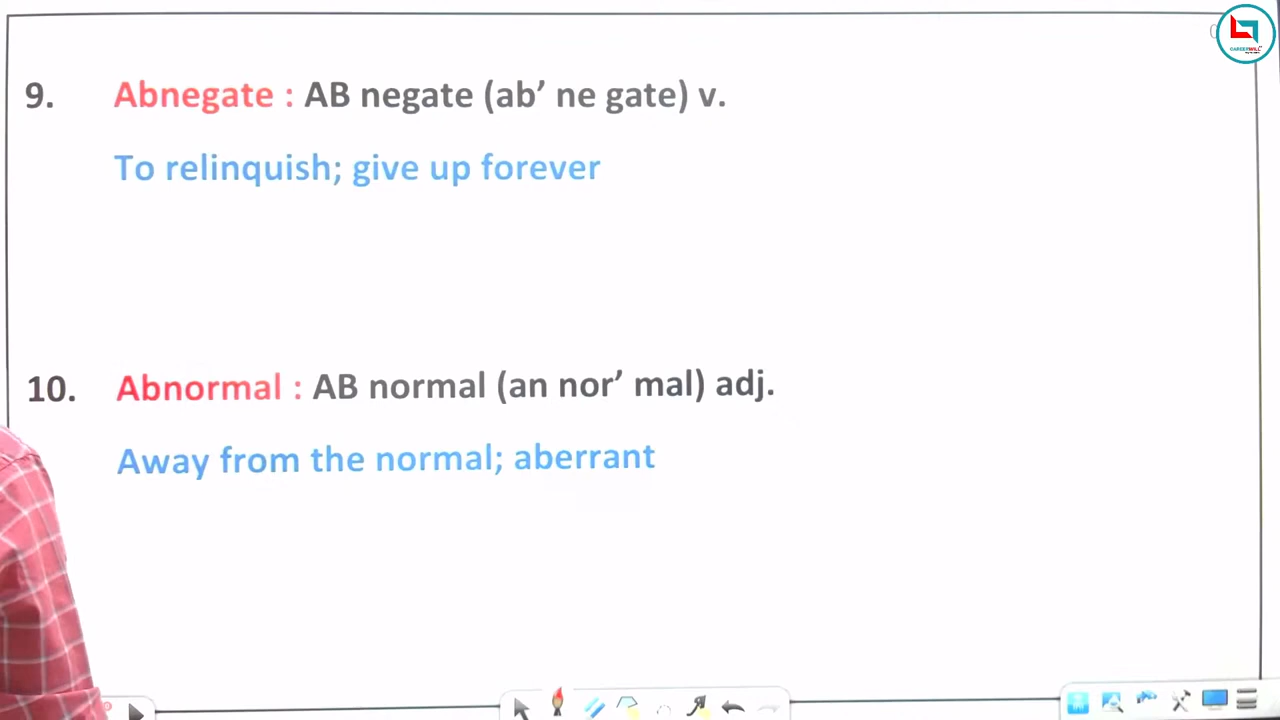 9. Abnegate : AB negate (ab’ ne gate) v.
To relinquish; give up forever
10. Abnormal : AB normal (an nor’ mal) adj.
Away from the normal; aberrant
CAREERWILL